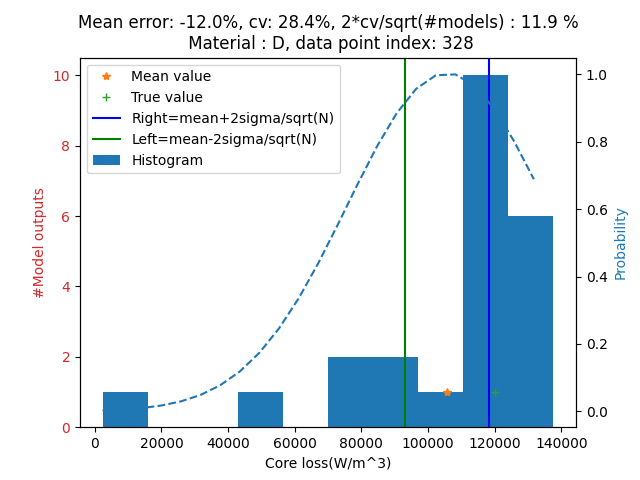 Mean error: -12.0%, cv: 28.4%, 2*cv/sqrt(#models) : 11.9 %
Material : D, data point index: 328
Mean value
True value
Right=mean+2sigma/sqrt(N)
Left=mean-2sigma/sqrt(N)
Histogram
10
8
6
4
2
0
#Model outputs
1.0
0.8
0.6
0.4
0.2
0.0
Probability
0 20000 40000 60000 80000 100000 120000 140000
Core loss(W/m^3)